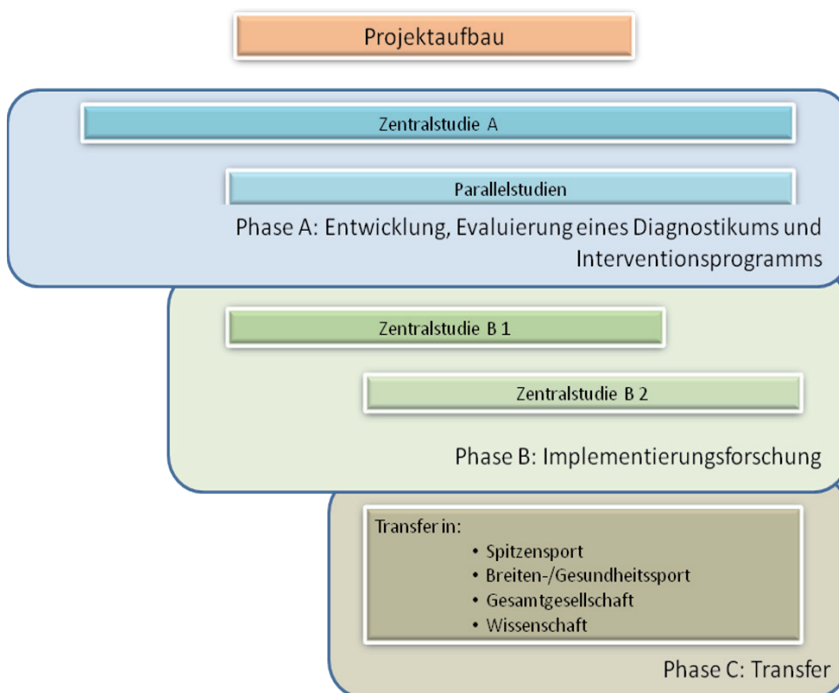 Projektaufbau
Zentralstudie A
Parallelstudien
Phase A: Entwicklung, Evaluierung eines Diagnostikums und
Interventionsprogramms
Zentralstudie B 1
Zentralstudie B 2
Phase B: Implementierungsforschung
Transfer in:
• Spitzensport
• Breiten-/Gesundheitssport
• Gesamtgesellschaft
• Wissenschaft
Phase C: Transfer